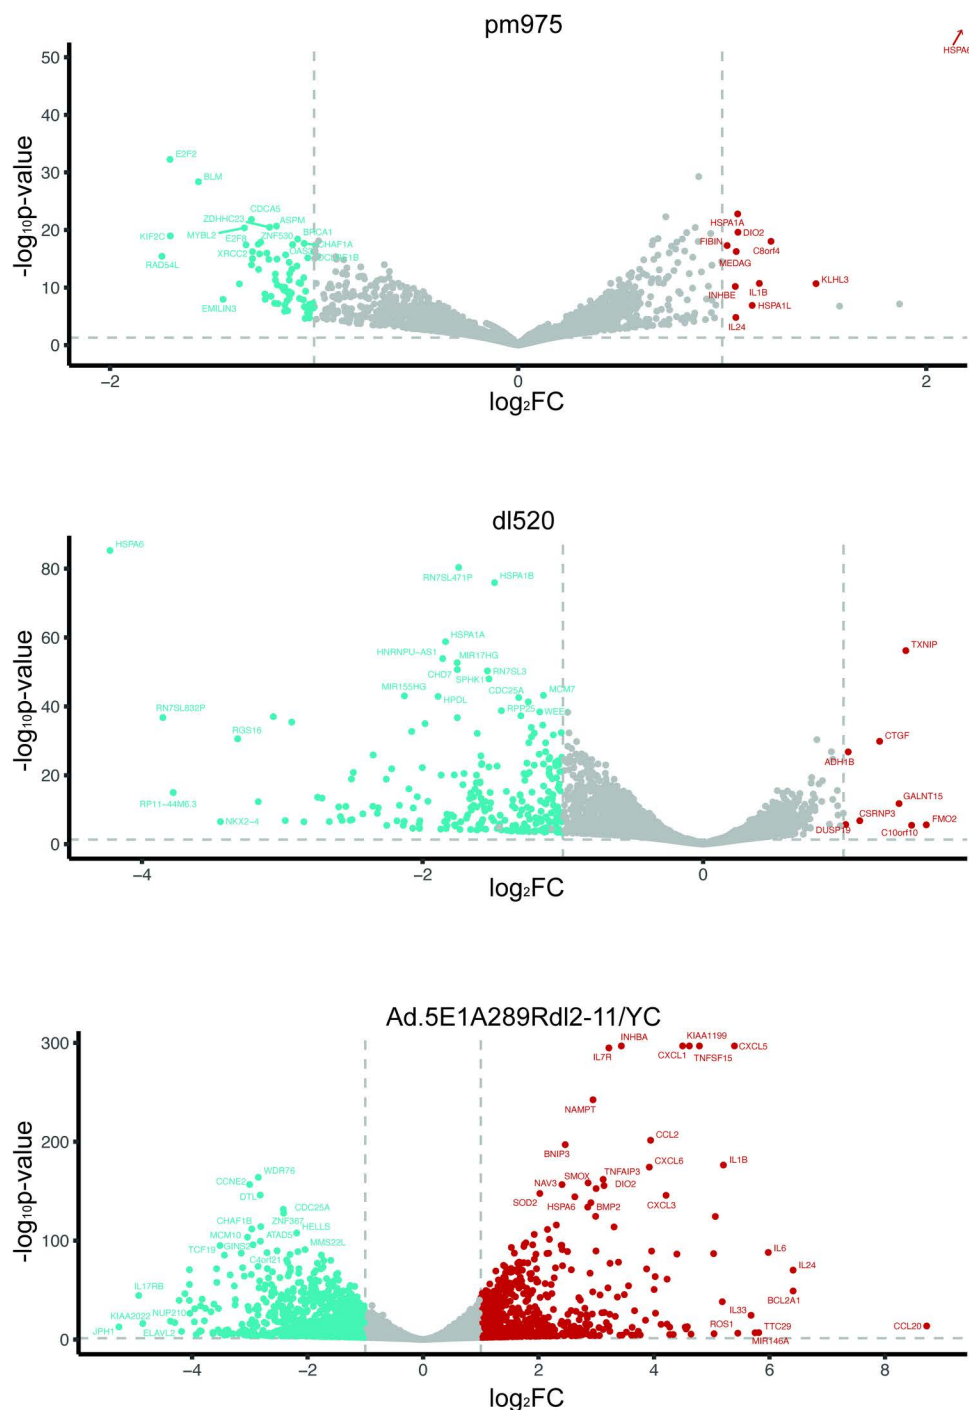 pm975
50
40
30
20
10
0
-log₁₀p-value
HSPA6
E2F2
BLM
CDCA5
ZDHHC23
ASPM
MYBL2
ZNF530
BRCA1
KIF2C
E2F8
CHAF1A
XRCC2
RAD54L
EMILIN3
HSPA1A
DIO2
FIBIN
C8orf4
MEDAG
INHBE
IL1B
KLHL3
HSPA1L
IL24
−2
0
2
log₂FC
dl520
80
60
40
20
0
-log₁₀p-value
HSPA6
RN7SL471P
HSPA1B
HSPA1A
HNRNPU−AS1
MIR17HG
CHD7
RN7SL3
SPHK1
MIR155HG
CDC25A
MCM7
HPDL
RPP25
RN7SL832P
RGS16
RP11−44M6.3
NKX2−4
TXNIP
CTGF
ADH1B
GALNT15
CSRNP3
DUSP19
C10orf10
FMO2
−4
−2
0
log₂FC
Ad.5E1A289Rdl2-11/YC
300
200
100
0
-log₁₀p-value
INHBA
KIAA1199
IL7R
CXCL1
TNFSF15
CXCL5
NAMPT
CCL2
BNIP3
CXCL6
IL1B
SMOX
TNFAIP3
NAV3
DIO2
SOD2
HSPA6
BMP2
CXCL3
IL6
IL24
BCL2A1
IL33
ROS1
TTC29
MIR146A
CCL20
WDR76
CCNE2
DTL
CDC25A
CHAF1B
ZNF367
MCM10
HELLS
TCF19
GINS2
ATAD5
MMS22L
C4orf21
IL17RB
KIAA2022
NUP210
JPH1
ELAVL2
−4
−2
0
2
4
6
8
log₂FC